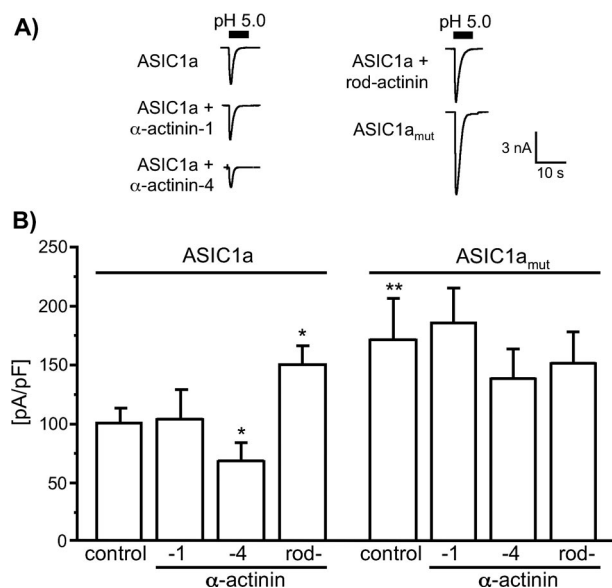 A)
pH 5.0
ASIC1a
ASIC1a +
α-actinin-1
ASIC1a +
α-actinin-4
pH 5.0
ASIC1a +
rod-actinin
ASIC1amut
3 nA
10 s
B)
[pA/pF]
250
200
150
100
50
0
ASIC1a
ASIC1amut
*
*
**
control
-1
-4
rod-
control
-1
-4
rod-
α-actinin
α-actinin